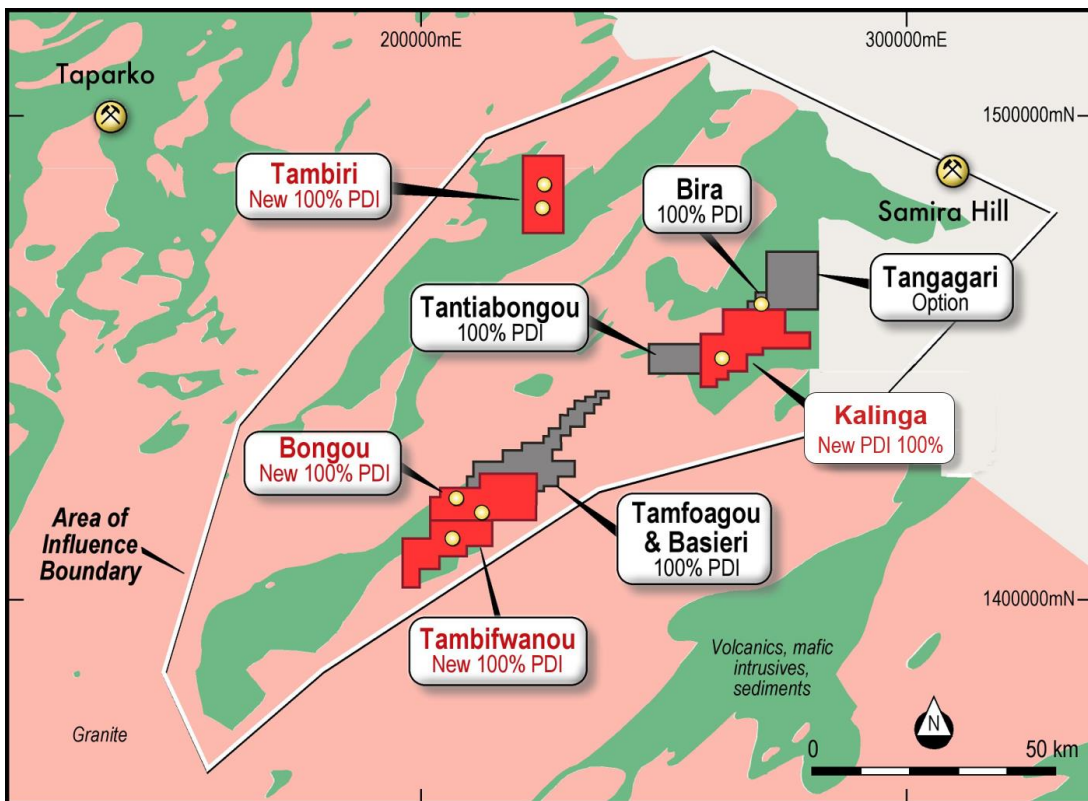 200000mE
300000mE
Taparko
1500000mN
Tambiri
New 100% PDI
Bira
100% PDI
Samira Hill
Tangagari
Option
Tantiabongou
100% PDI
Kalinga
New PDI 100%
Bongou
New 100% PDI
Area of
Influence
Boundary
Tamfoagou
& Basieri
100% PDI
1400000mN
Tambifwanou
New 100% PDI
Volcanics, mafic
intrusives,
sediments
Granite
N
0
50 km